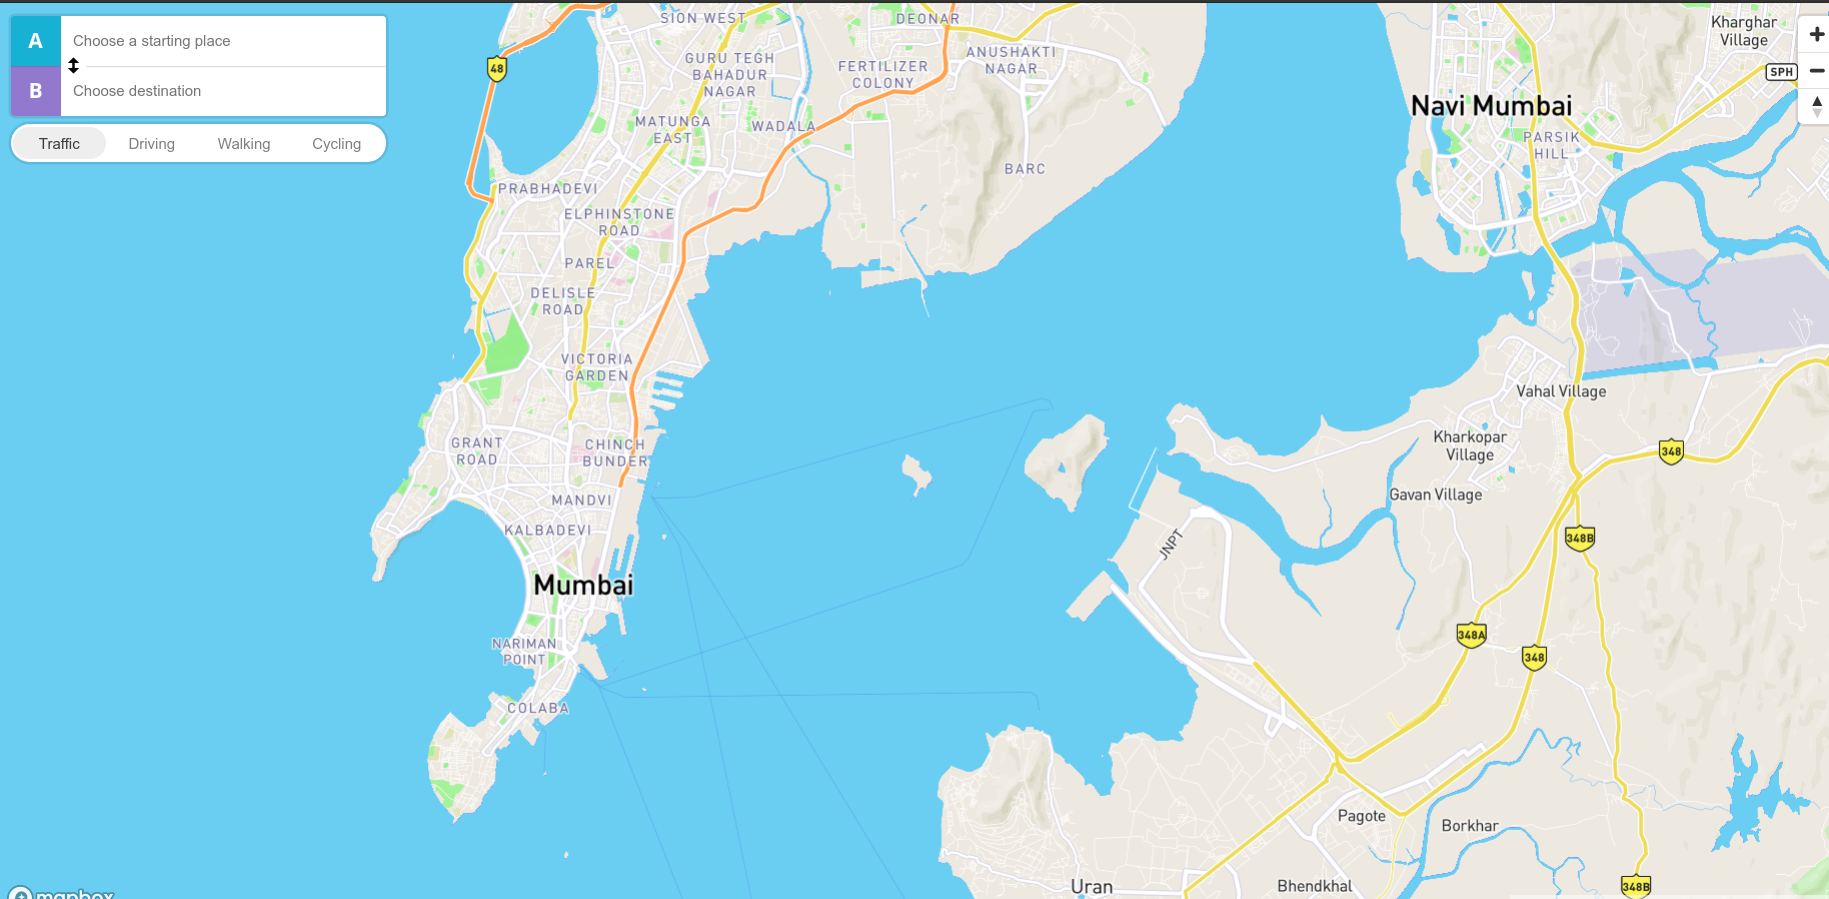 A
Choose a starting place
B
Choose destination
Traffic
Driving
Walking
Cycling
SION WEST
DEONAR
Kharghar
Village
48
GURU TEGH
BAHADUR
NAGAR
FERTILIZER
COLONY
ANUSHAKTI
NAGAR
SPH
Navi Mumbai
MATUNGA
EAST
WADALA
PARSIK
HILL
BARC
PRABHADEVI
ELPHINSTONE
ROAD
PAREL
DELISLE
ROAD
VICTORIA
GARDEN
Vahal Village
GRANT
ROAD
CHINCH
BUNDER
Kharkopar
Village
348
MANDVI
Gavan Village
KALBADEVI
JNPT
348B
Mumbai
NARIMAN
POINT
348A
348
COLABA
Pagote
Borkhar
Uran
Bhendkhal
348B
mapbox